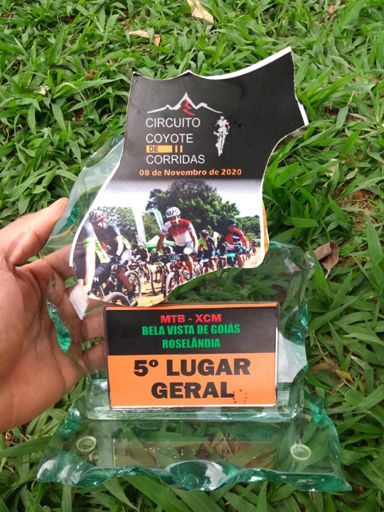 CIRCUITO
COYOTE
DE
CORRIDAS
08 de Novembro de 2020
MTB - XCM
BELA VISTA DE GOIÁS
ROSELÂNDIA
5º LUGAR
GERAL